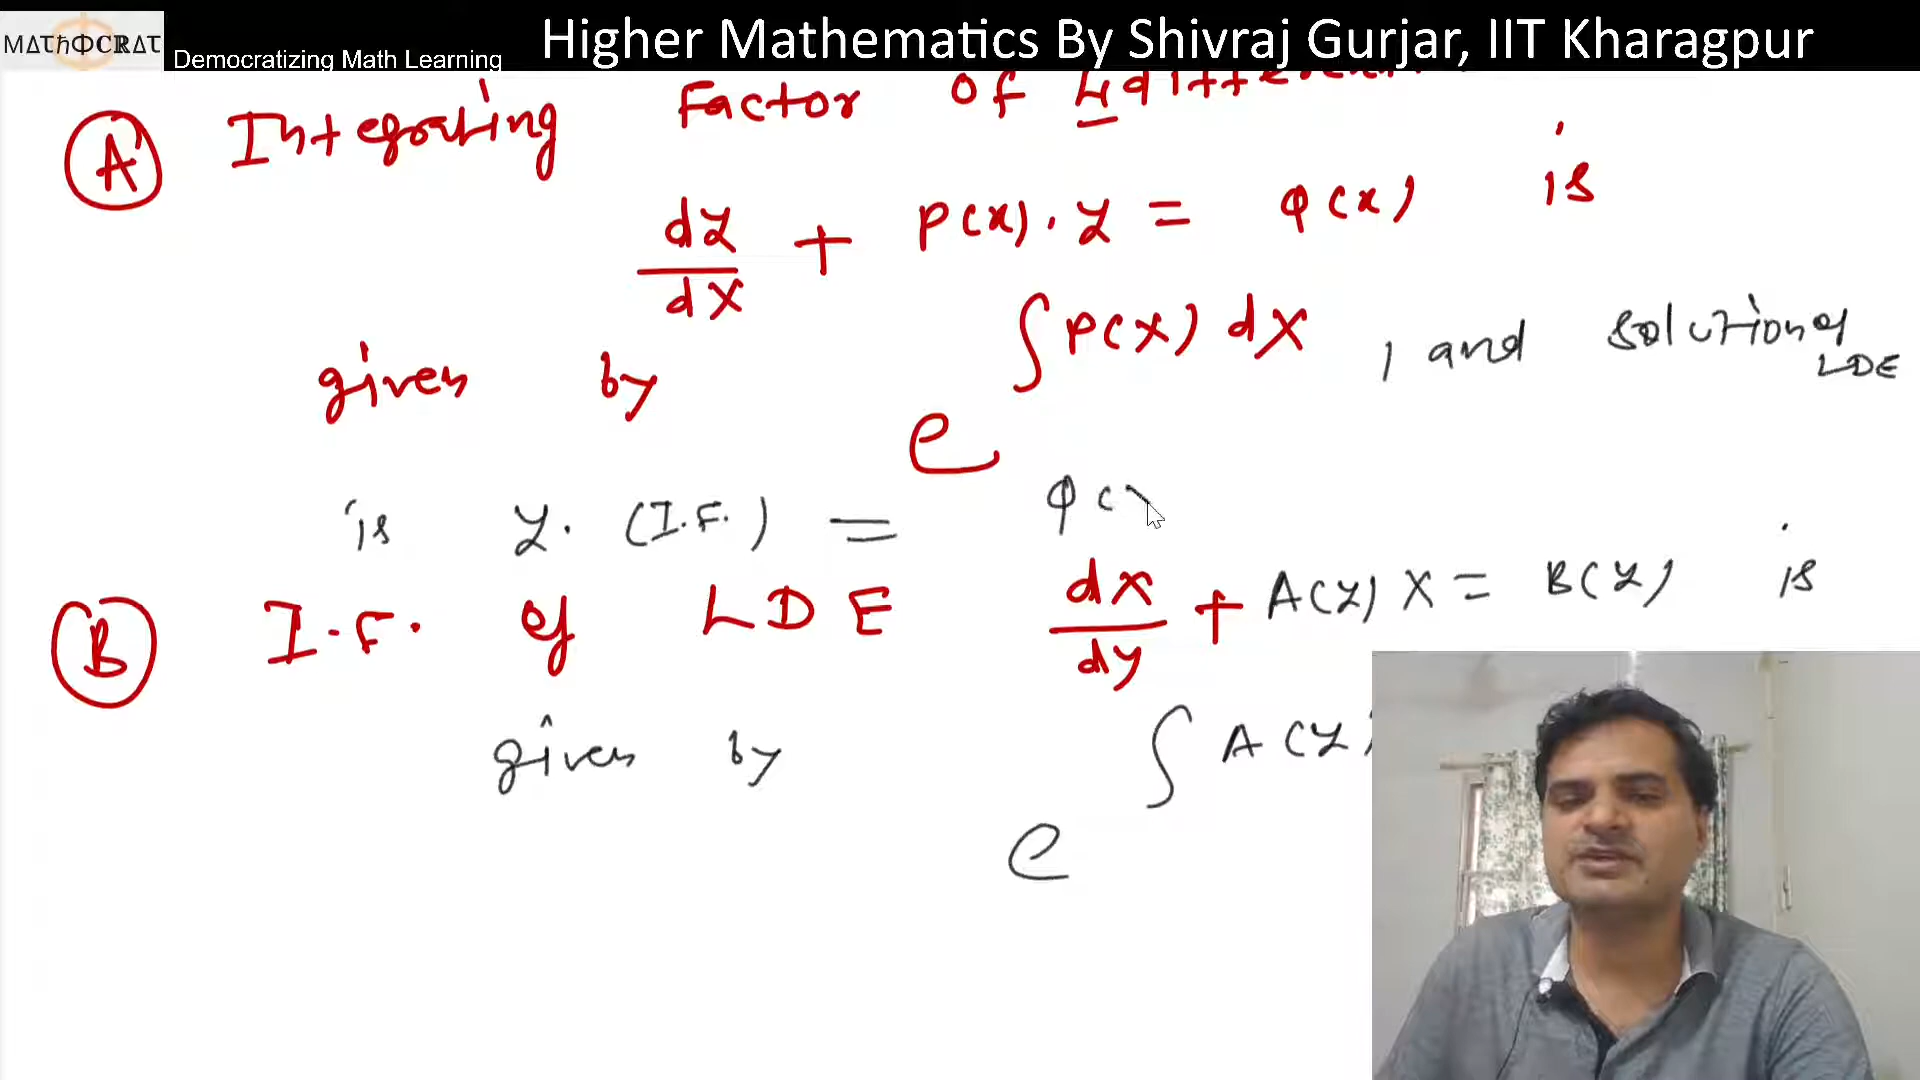 MΔTħΦCRΔT
Democratizing Math Learning
Higher Mathematics By Shivraj Gurjar, IIT Kharagpur
A Integrating Factor of
dy/dx + P(x).y = φ(x) is
given by e^∫P(x) dx , and solution of LDE
is y. (I.F.) = φ(
B I.F. of LDE dx/dy + A(y) x = B(y) is
given by e^∫A(y)